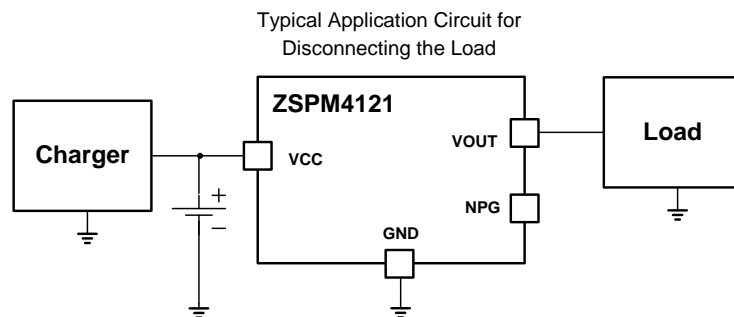 Typical Application Circuit for
Disconnecting the Load
ZSPM4121
Charger
VCC
VOUT
Load
NPG
GND
+
–